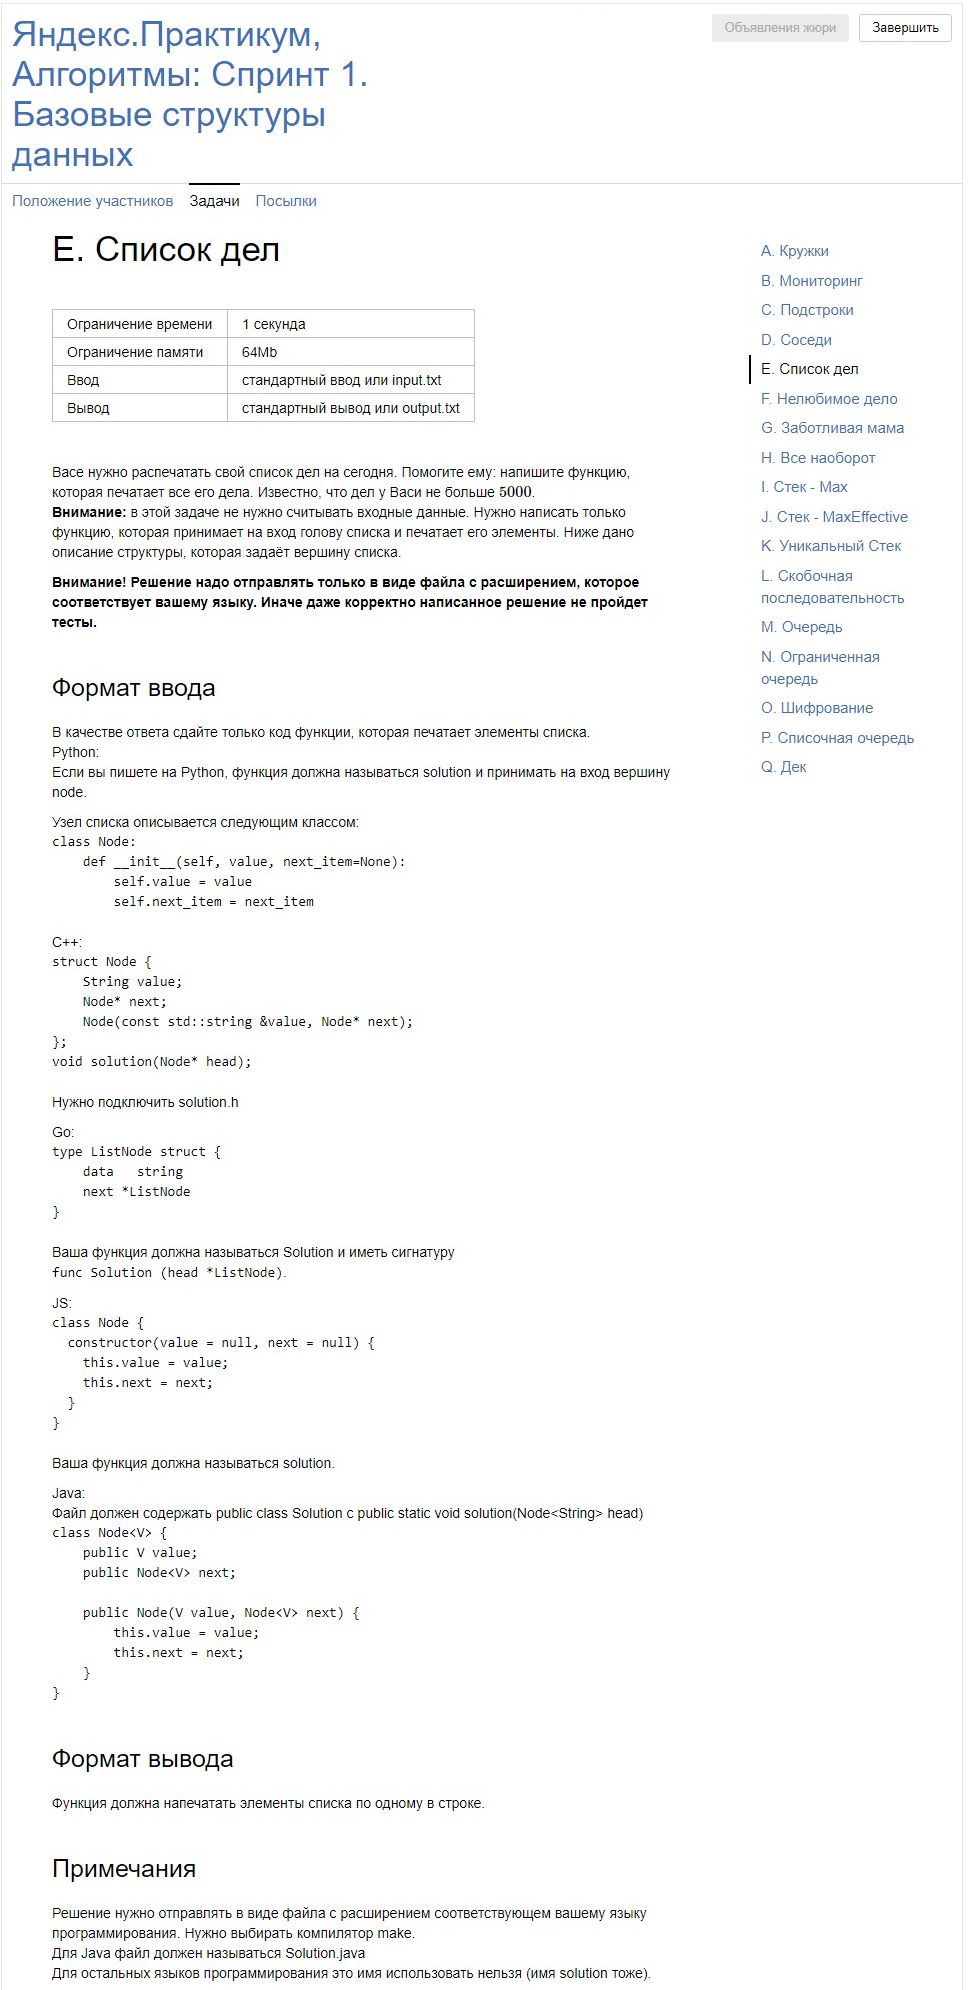 Яндекс.Практикум,
Алгоритмы: Спринт 1.
Базовые структуры
данных
Объявления жюри
Завершить
Положение участников Задачи Посылки
E. Список дел
Ограничение времени 1 секунда
Ограничение памяти 64Mb
Ввод стандартный ввод или input.txt
Вывод стандартный вывод или output.txt
Васе нужно распечатать свой список дел на сегодня. Помогите ему: напишите функцию,
которая печатает все его дела. Известно, что дел у Васи не больше 5000.
Внимание: в этой задаче не нужно считывать входные данные. Нужно написать только
функцию, которая принимает на вход голову списка и печатает его элементы. Ниже дано
описание структуры, которая задаёт вершину списка.
Внимание! Решение надо отправлять только в виде файла с расширением, которое
соответствует вашему языку. Иначе даже корректно написанное решение не пройдет
тесты.
Формат ввода
В качестве ответа сдайте только код функции, которая печатает элементы списка.
Python:
Если вы пишете на Python, функция должна называться solution и принимать на вход вершину
node.
Узел списка описывается следующим классом:
class Node:
    def __init__(self, value, next_item=None):
        self.value = value
        self.next_item = next_item
C++:
struct Node {
    String value;
    Node* next;
    Node(const std::string &value, Node* next);
};
void solution(Node* head);
Нужно подключить solution.h
Go:
type ListNode struct {
    data   string
    next *ListNode
}
Ваша функция должна называться Solution и иметь сигнатуру
func Solution (head *ListNode).
JS:
class Node {
  constructor(value = null, next = null) {
    this.value = value;
    this.next = next;
  }
}
Ваша функция должна называться solution.
Java:
Файл должен содержать public class Solution с public static void solution(Node<String> head)
class Node<V> {
    public V value;
    public Node<V> next;
    public Node(V value, Node<V> next) {
        this.value = value;
        this.next = next;
    }
}
Формат вывода
Функция должна напечатать элементы списка по одному в строке.
Примечания
Решение нужно отправлять в виде файла с расширением соответствующем вашему языку
программирования. Нужно выбирать компилятор make.
Для Java файл должен называться Solution.java
Для остальных языков программирования это имя использовать нельзя (имя solution тоже).
A. Кружки
B. Мониторинг
C. Подстроки
D. Соседи
E. Список дел
F. Нелюбимое дело
G. Заботливая мама
H. Все наоборот
I. Стек - Max
J. Стек - MaxEffective
K. Уникальный Стек
L. Скобочная
последовательность
M. Очередь
N. Ограниченная
очередь
O. Шифрование
P. Списочная очередь
Q. Дек